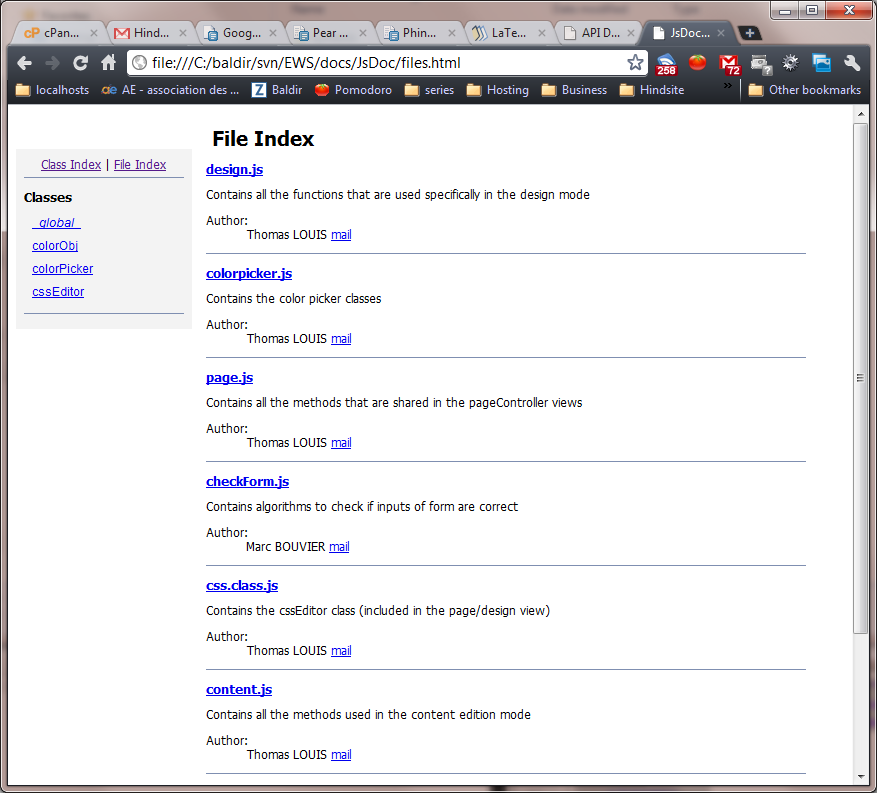 cPan...
Hind...
Goog...
Pear ...
Phin...
LaTe...
API D...
JsDoc...
file:///C:/baldir/svn/EWS/docs/JsDoc/files.html
258
72
localhosts
AE - association des ...
Baldir
Pomodoro
series
Hosting
Business
Hindsite
»
Other bookmarks
File Index
Class Index | File Index
Classes
_global_
colorObj
colorPicker
cssEditor
design.js
Contains all the functions that are used specifically in the design mode
Author:
Thomas LOUIS mail
colorpicker.js
Contains the color picker classes
Author:
Thomas LOUIS mail
page.js
Contains all the methods that are shared in the pageController views
Author:
Thomas LOUIS mail
checkForm.js
Contains algorithms to check if inputs of form are correct
Author:
Marc BOUVIER mail
css.class.js
Contains the cssEditor class (included in the page/design view)
Author:
Thomas LOUIS mail
content.js
Contains all the methods used in the content edition mode
Author:
Thomas LOUIS mail